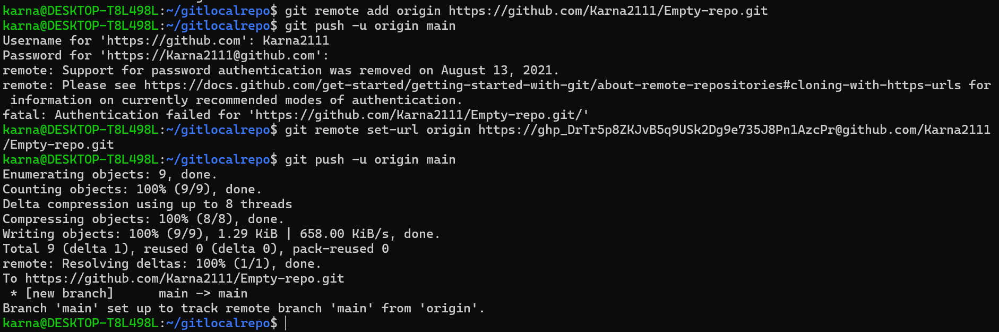 karna@DESKTOP-T8L498L:~/gitlocalrepo$ git remote add origin https://github.com/Karna2111/Empty-repo.git
karna@DESKTOP-T8L498L:~/gitlocalrepo$ git push -u origin main
Username for 'https://github.com': Karna2111
Password for 'https://Karna2111@github.com':
remote: Support for password authentication was removed on August 13, 2021.
remote: Please see https://docs.github.com/get-started/getting-started-with-git/about-remote-repositories#cloning-with-https-urls for
 information on currently recommended modes of authentication.
fatal: Authentication failed for 'https://github.com/Karna2111/Empty-repo.git/'
karna@DESKTOP-T8L498L:~/gitlocalrepo$ git remote set-url origin https://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@github.com/Karna2111
/Empty-repo.git
karna@DESKTOP-T8L498L:~/gitlocalrepo$ git push -u origin main
Enumerating objects: 9, done.
Counting objects: 100% (9/9), done.
Delta compression using up to 8 threads
Compressing objects: 100% (8/8), done.
Writing objects: 100% (9/9), 1.29 KiB | 658.00 KiB/s, done.
Total 9 (delta 1), reused 0 (delta 0), pack-reused 0
remote: Resolving deltas: 100% (1/1), done.
To https://github.com/Karna2111/Empty-repo.git
 * [new branch]      main -> main
Branch 'main' set up to track remote branch 'main' from 'origin'.
karna@DESKTOP-T8L498L:~/gitlocalrepo$